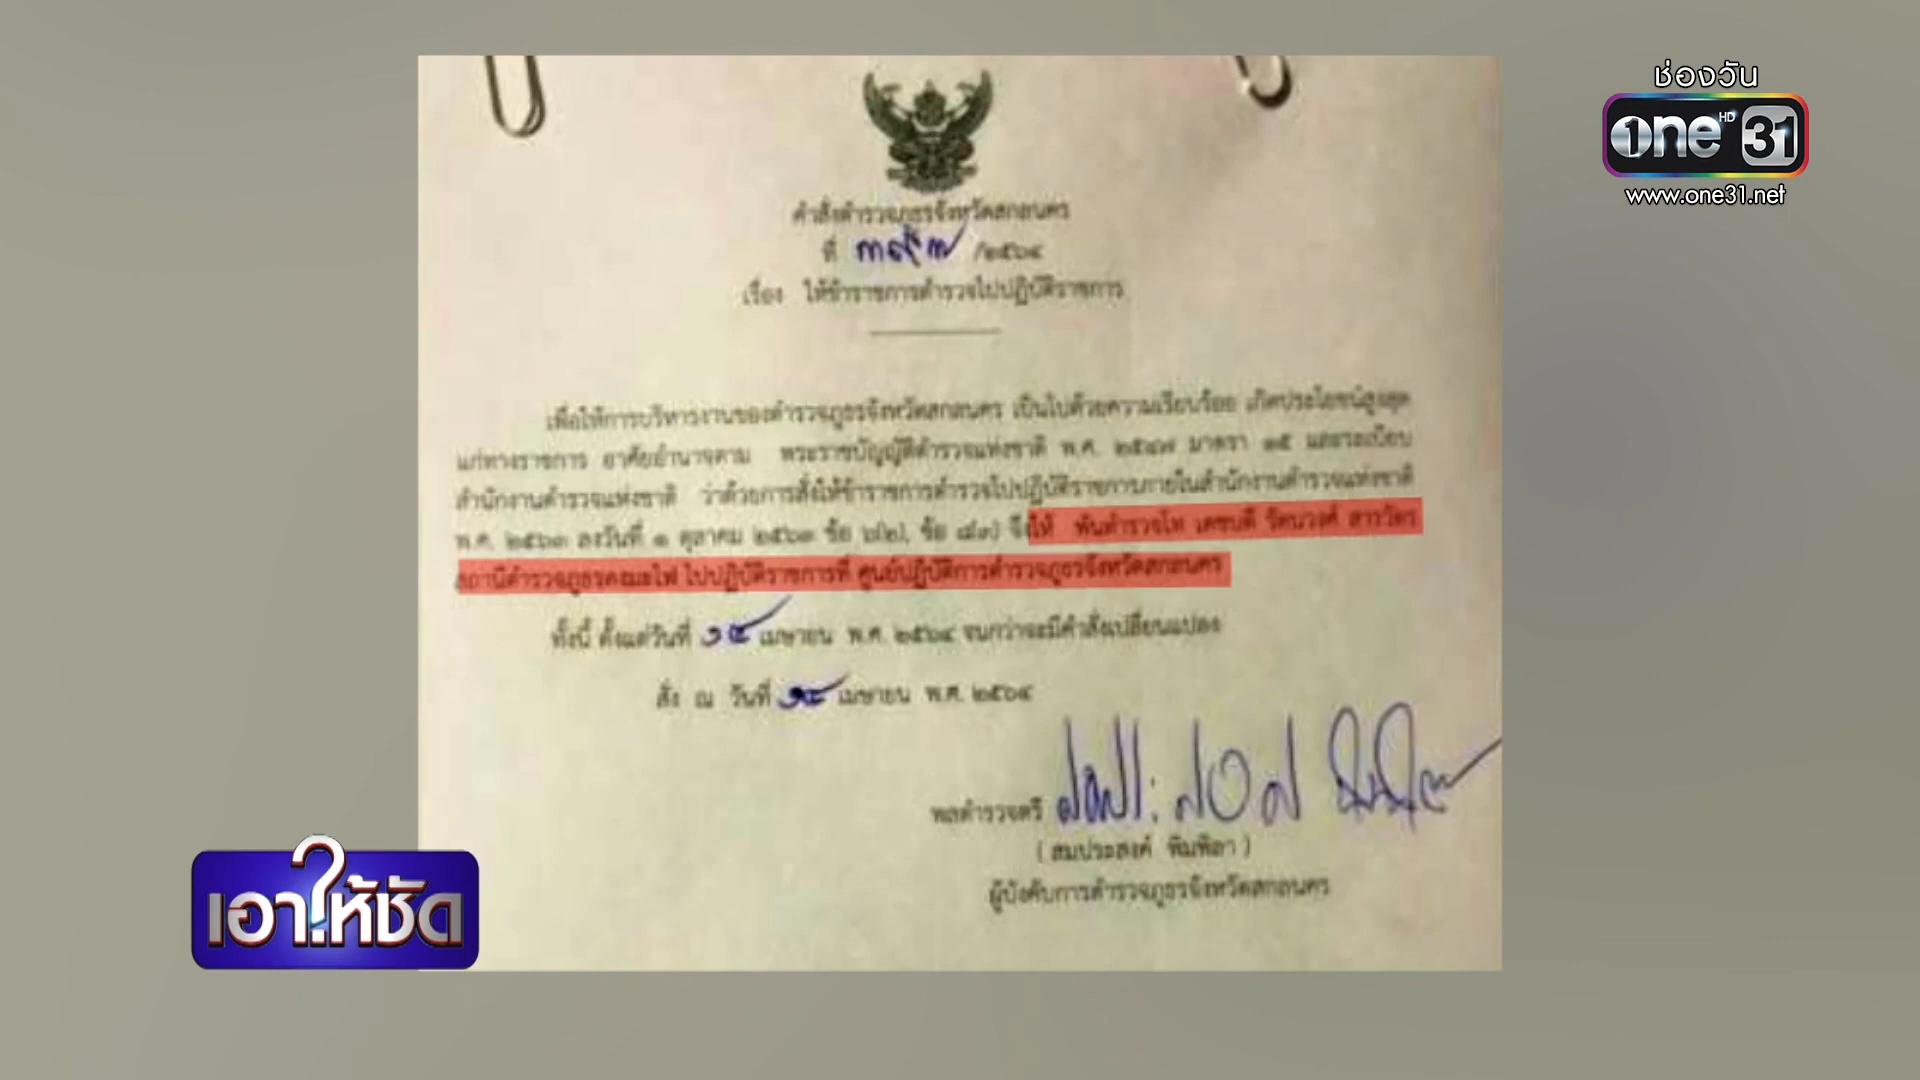 ช่องวัน
one HD 31
www.one31.net
คำสั่งตำรวจภูธรจังหวัดสกลนคร
ที่ /๒๕๖๔
เรื่อง ให้ข้าราชการตำรวจไปปฏิบัติราชการ
เพื่อให้การบริหารงานของตำรวจภูธรจังหวัดสกลนคร เป็นไปด้วยความเรียบร้อย เกิดประโยชน์สูงสุด
แก่ทางราชการ อาศัยอำนาจตาม พระราชบัญญัติตำรวจแห่งชาติ พ.ศ. ๒๕๔๗ มาตรา ๑๕ และระเบียบ
สำนักงานตำรวจแห่งชาติ ว่าด้วยการสั่งให้ข้าราชการตำรวจไปปฏิบัติราชการภายในสำนักงานตำรวจแห่งชาติ
พ.ศ. ๒๕๖๓ ลงวันที่ ๑ ตุลาคม ๒๕๖๓ ข้อ ข้อ จึงให้ พันตำรวจโท รัตนวงศ์ สารวัตร
สถานีตำรวจภูธรดงมะไฟ ไปปฏิบัติราชการที่ ศูนย์ปฏิบัติการตำรวจภูธรจังหวัดสกลนคร
ทั้งนี้ ตั้งแต่วันที่ ๑๕ เมษายน พ.ศ. ๒๕๖๔ จนกว่าจะมีคำสั่งเปลี่ยนแปลง
สั่ง ณ วันที่ ๑๕ เมษายน พ.ศ. ๒๕๖๔
พลตำรวจตรี
( สมประสงค์ พิมพิลา )
ผู้บังคับการตำรวจภูธรจังหวัดสกลนคร
เอาให้ชัด